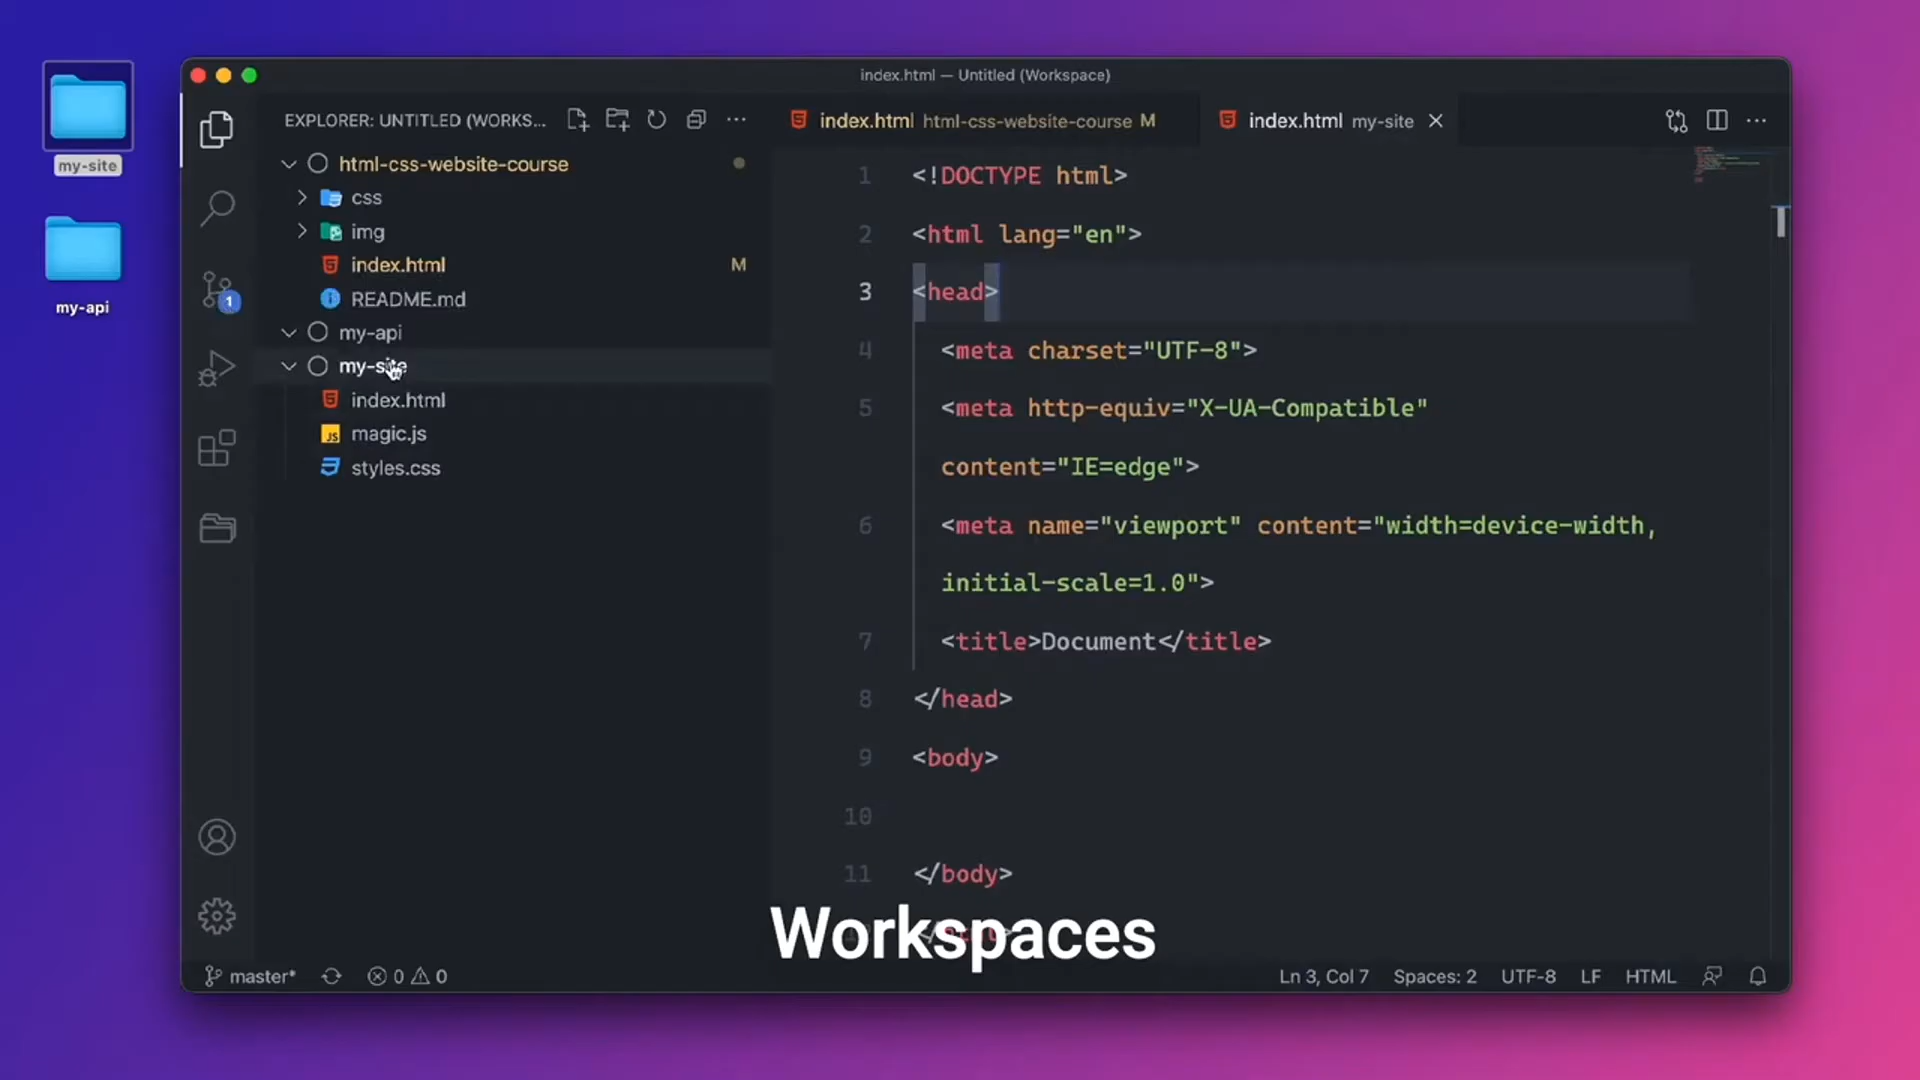 my-site
my-api
index.html — Untitled (Workspace)
EXPLORER: UNTITLED (WORKS...
html-css-website-course
css
img
index.html M
README.md
my-api
my-site
index.html
magic.js
styles.css
1
index.html html-css-website-course M
index.html my-site
1 <!DOCTYPE html>
2 <html lang="en">
3 <head>
4 <meta charset="UTF-8">
5 <meta http-equiv="X-UA-Compatible"
content="IE=edge">
6 <meta name="viewport" content="width=device-width,
initial-scale=1.0">
7 <title>Document</title>
8 </head>
9 <body>
10
11 </body>
Workspaces
master* 0 0
Ln 3, Col 7 Spaces: 2 UTF-8 LF HTML